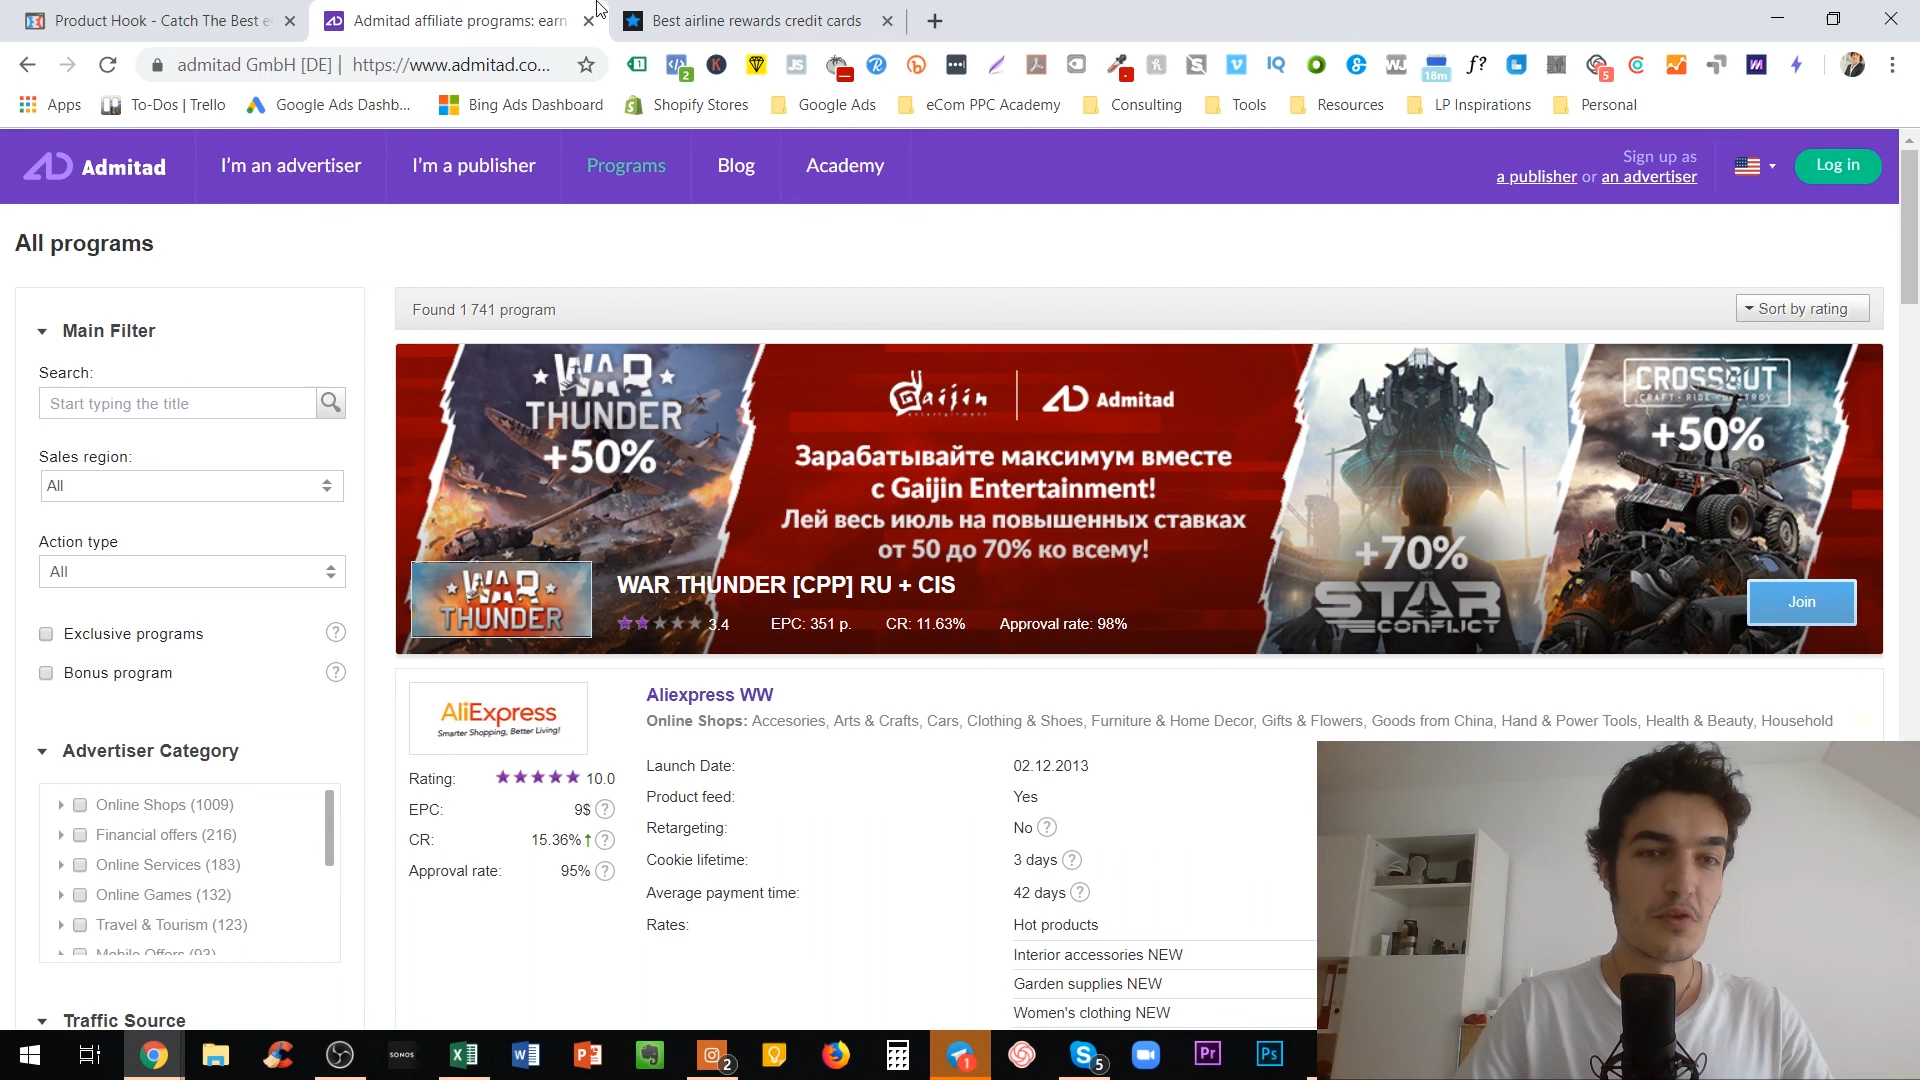 Product Hook - Catch The Best e
Admitad affiliate programs: earn
Best airline rewards credit cards
admitad GmbH [DE] | https://www.admitad.co...
Apps
To-Dos | Trello
Google Ads Dashb...
Bing Ads Dashboard
Shopify Stores
Google Ads
eCom PPC Academy
Consulting
Tools
Resources
LP Inspirations
Personal
Admitad
I'm an advertiser
I'm a publisher
Programs
Blog
Academy
Sign up as
a publisher or an advertiser
Log in
All programs
Main Filter
Search:
Start typing the title
Sales region:
All
Action type
All
Exclusive programs
Bonus program
Advertiser Category
Online Shops (1009)
Financial offers (216)
Online Services (183)
Online Games (132)
Travel & Tourism (123)
Mobile Offers (93)
Traffic Source
Found 1 741 program
Sort by rating
WAR
THUNDER
+50%
Gaijin
entertainment
Admitad
Зарабатывайте максимум вместе
с Gaijin Entertainment!
Лей весь июль на повышенных ставках
от 50 до 70% ко всему!
+70%
STAR
CONFLICT
CROSSOUT
CRAFT · RIDE · DESTROY
+50%
WAR
THUNDER
WAR THUNDER [CPP] RU + CIS
3.4
EPC: 351 р.
CR: 11.63%
Approval rate: 98%
Join
AliExpress
Smarter Shopping, Better Living!
Rating:
10.0
EPC:
9$
CR:
15.36%
Approval rate:
95%
Aliexpress WW
Online Shops: Accesories, Arts & Crafts, Cars, Clothing & Shoes, Furniture & Home Decor, Gifts & Flowers, Goods from China, Hand & Power Tools, Health & Beauty, Household
Launch Date:
02.12.2013
Product feed:
Yes
Retargeting:
No
Cookie lifetime:
3 days
Average payment time:
42 days
Rates:
Hot products
Interior accessories NEW
Garden supplies NEW
Women's clothing NEW